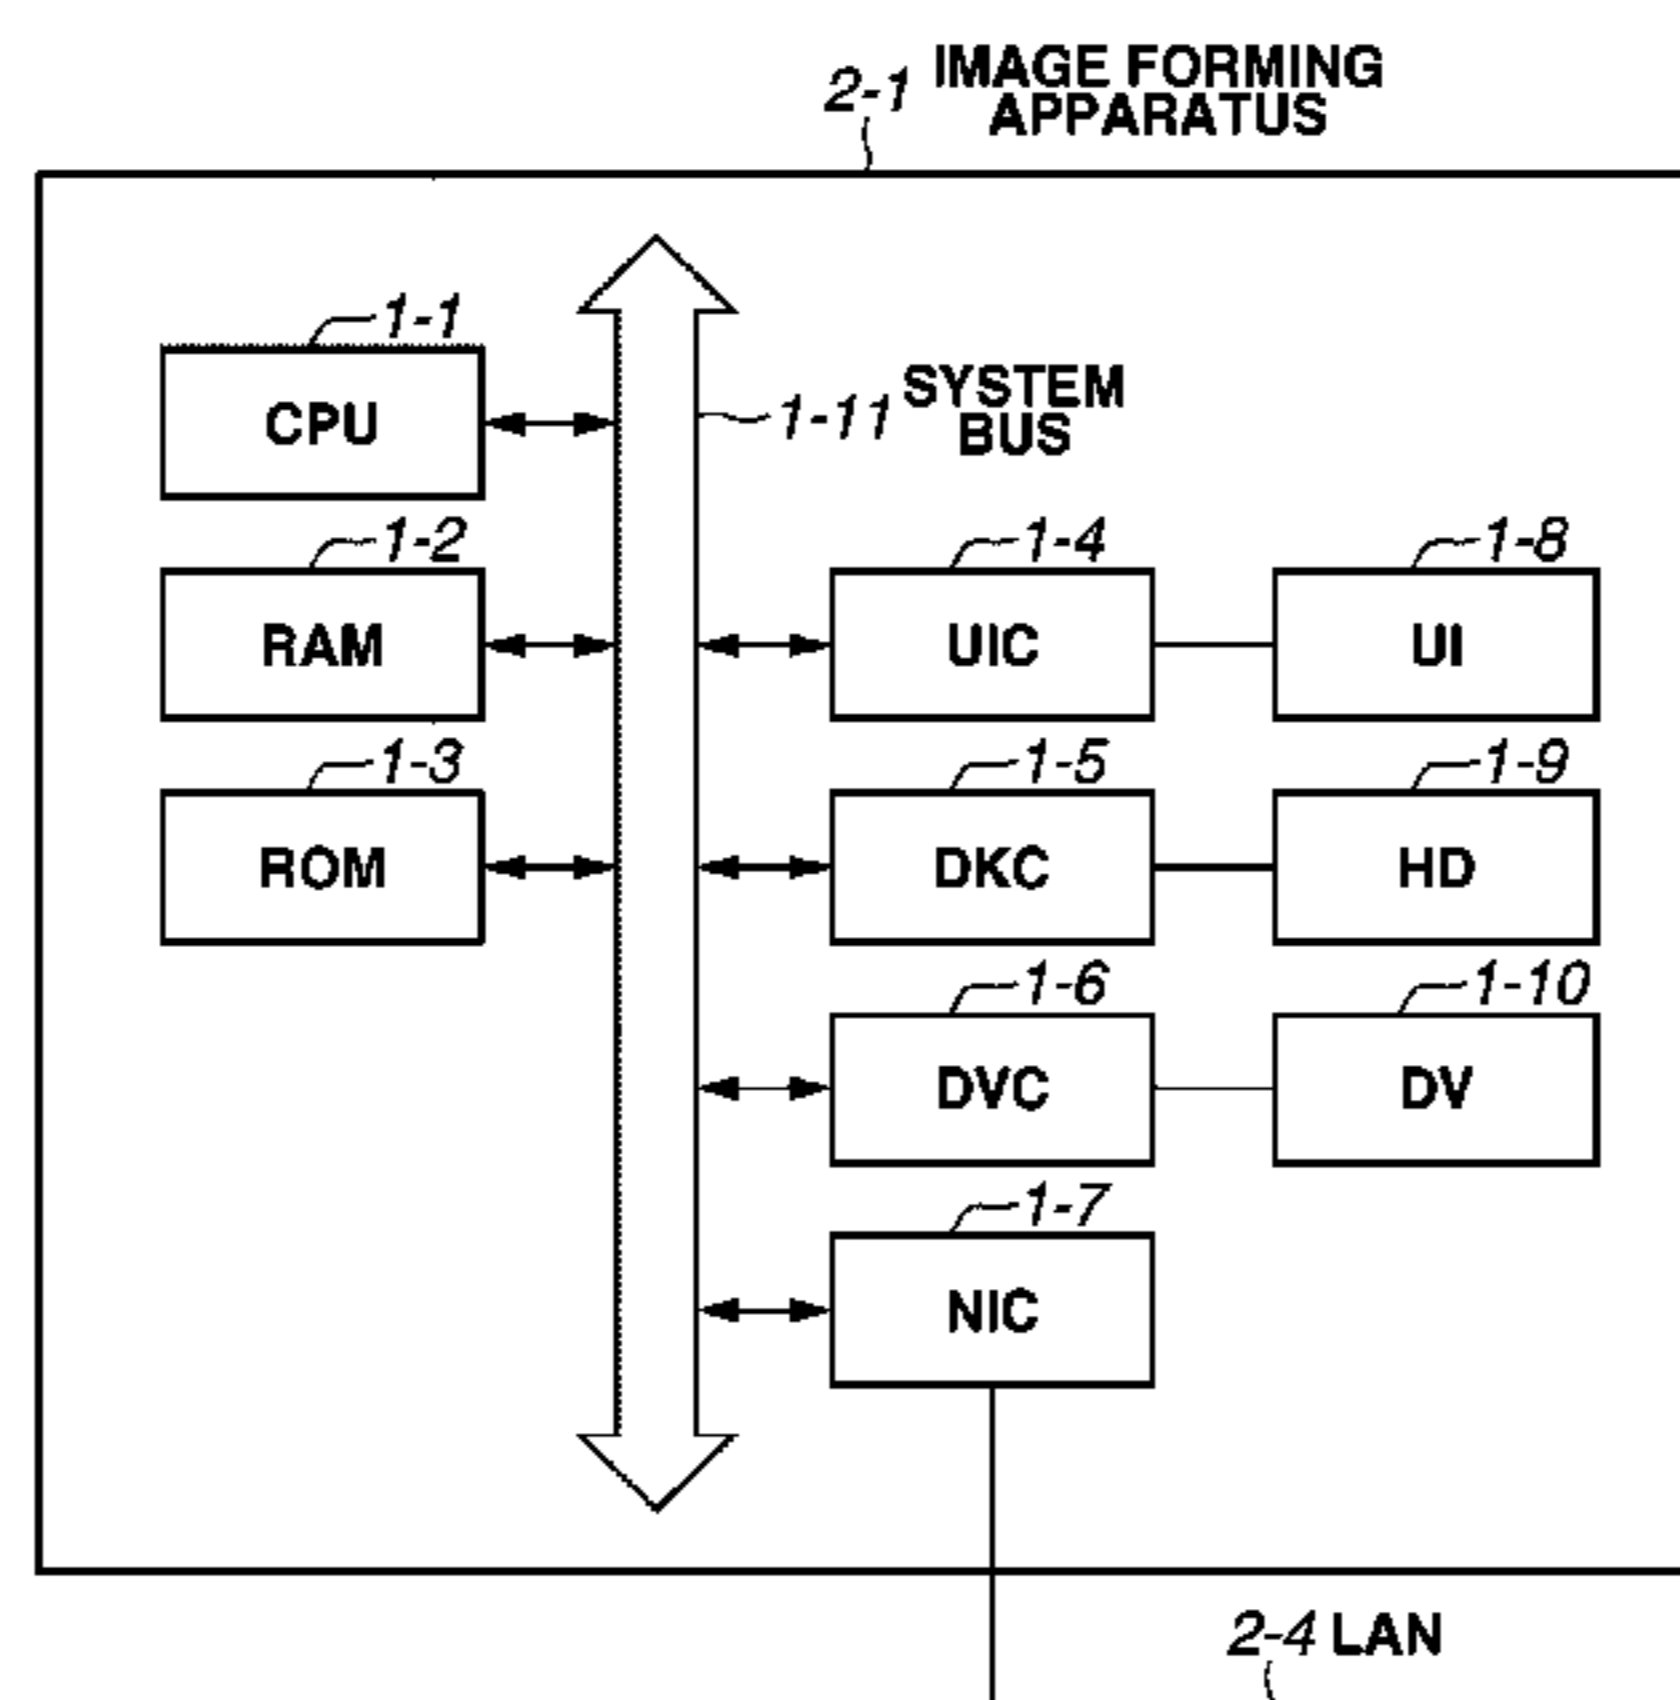 2-1 IMAGE FORMING
APPARATUS
1-1
CPU
1-11 SYSTEM
BUS
1-2
RAM
1-4
UIC
1-8
UI
1-3
ROM
1-5
DKC
1-9
HD
1-6
DVC
1-10
DV
1-7
NIC
2-4 LAN